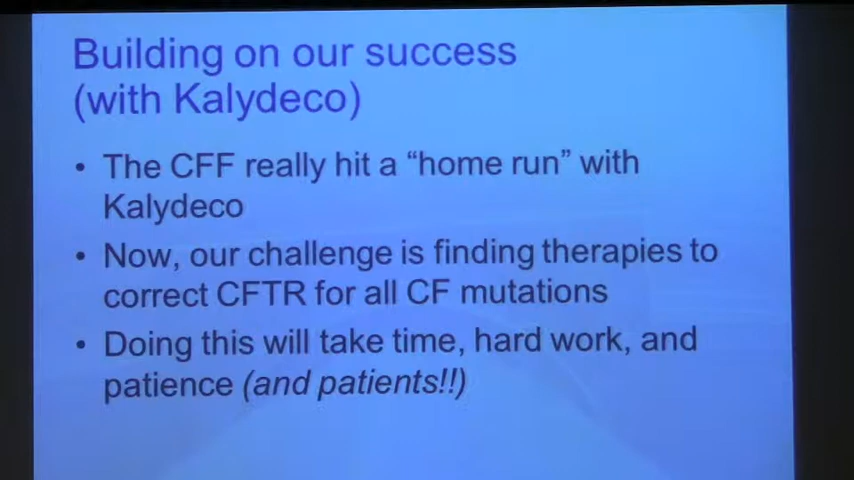 Building on our success
(with Kalydeco)
• The CFF really hit a “home run” with
Kalydeco
• Now, our challenge is finding therapies to
correct CFTR for all CF mutations
• Doing this will take time, hard work, and
patience (and patients!!)